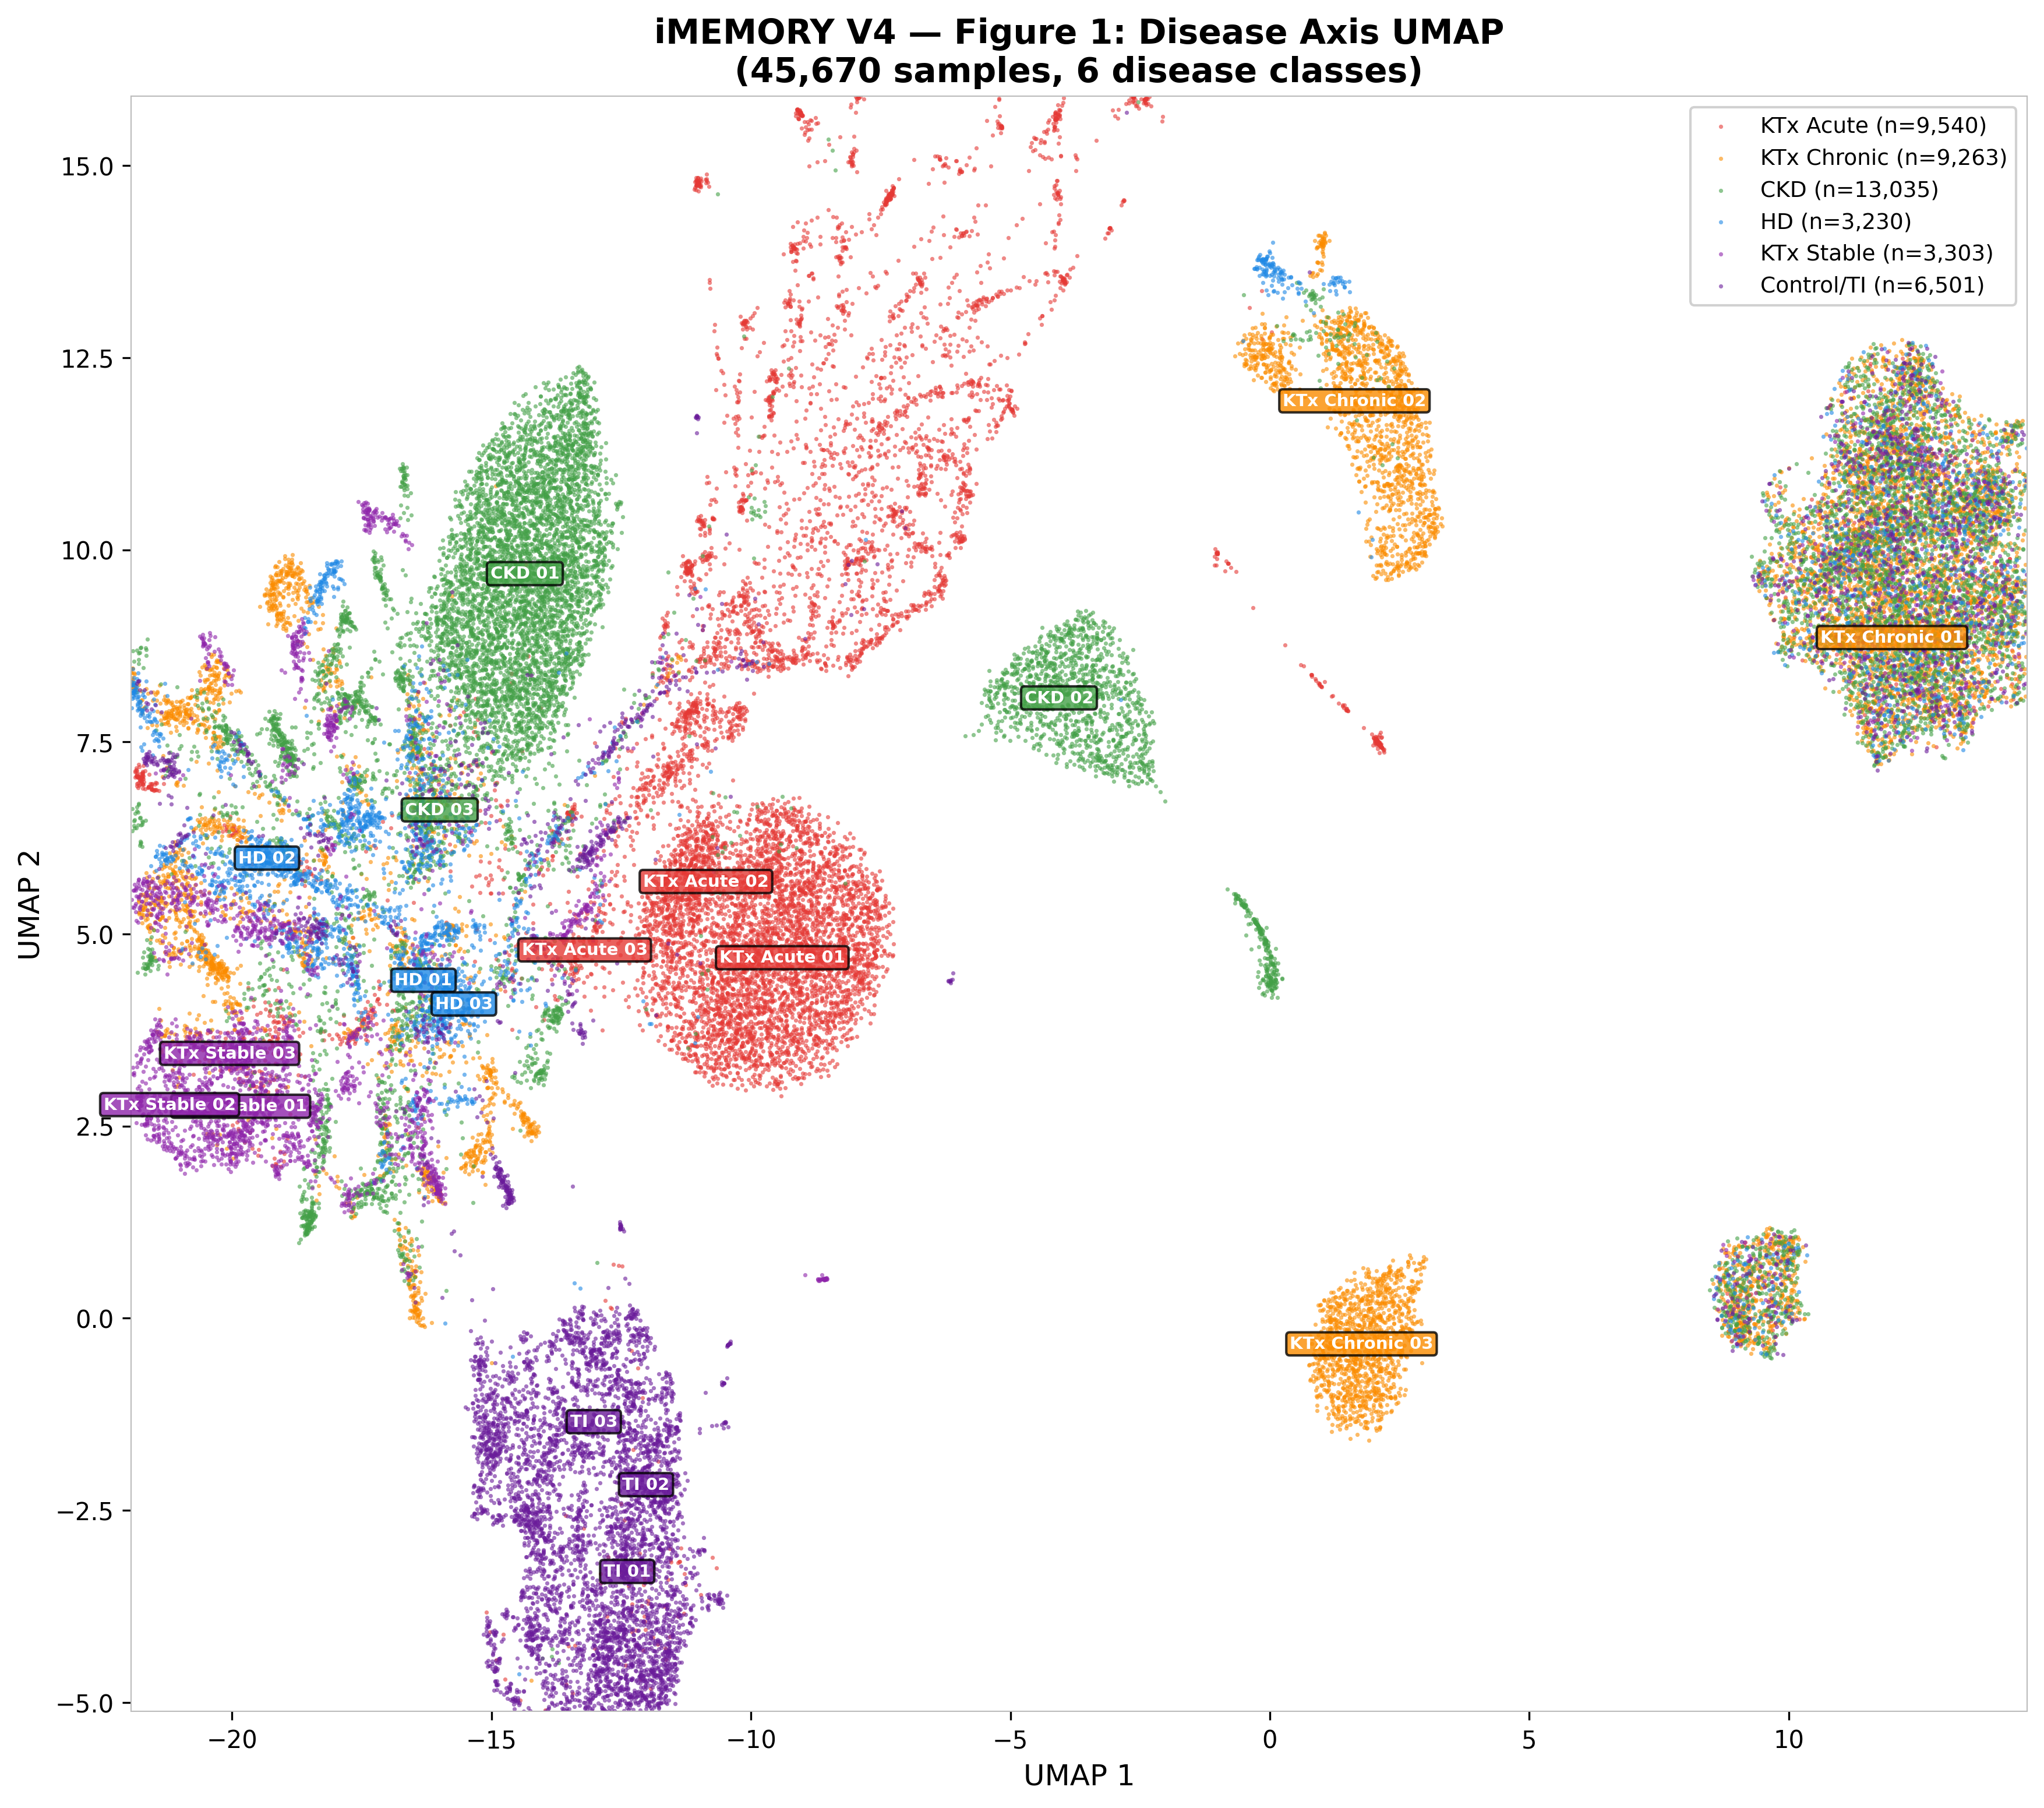 iMEMORY V4 — Figure 1: Disease Axis UMAP
(45,670 samples, 6 disease classes)
KTx Acute (n=9,540)
KTx Chronic (n=9,263)
CKD (n=13,035)
HD (n=3,230)
KTx Stable (n=3,303)
Control/TI (n=6,501)
15.0
12.5
10.0
7.5
5.0
2.5
0.0
−2.5
−5.0
UMAP 2
KTx Chronic 02
CKD 01
KTx Chronic 01
CKD 02
CKD 03
HD 02
KTx Acute 02
KTx Acute 03
KTx Acute 01
HD 01
HD 03
KTx Stable 03
KTx Stable 02
able 01
KTx Chronic 03
TI 03
TI 02
TI 01
−20
−15
−10
−5
0
5
10
UMAP 1